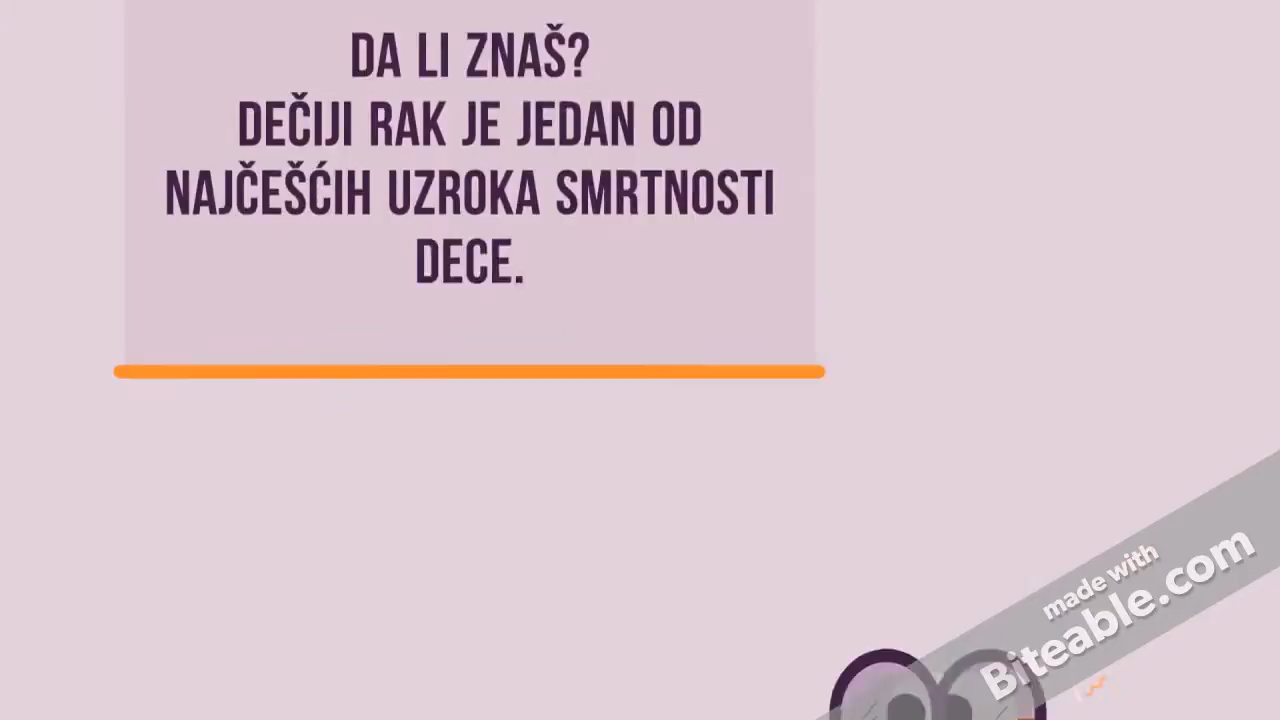 DA LI ZNAŠ?
DEČIJI RAK JE JEDAN OD
NAJČEŠĆIH UZROKA SMRTNOSTI
DECE.
made with
Biteable.com